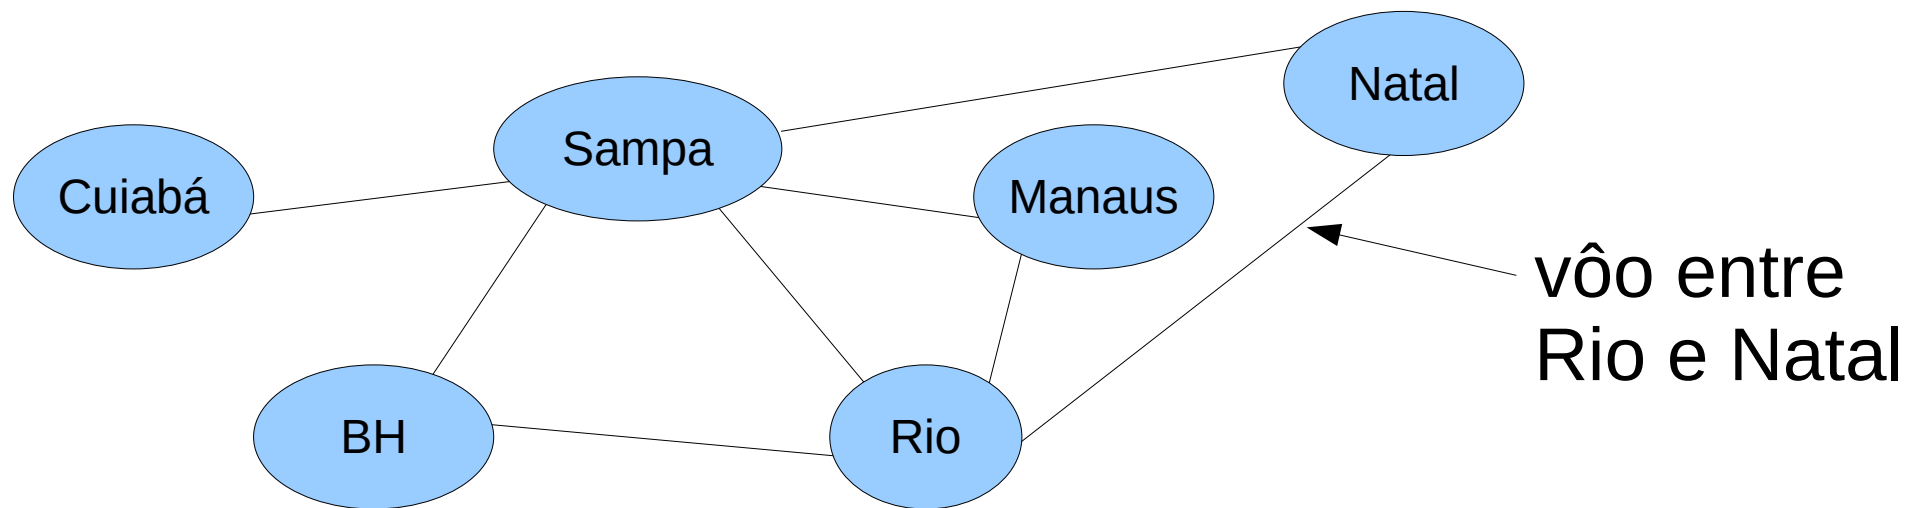 Natal
Sampa
Cuiabá
Manaus
vôo entre
Rio e Natal
BH
Rio